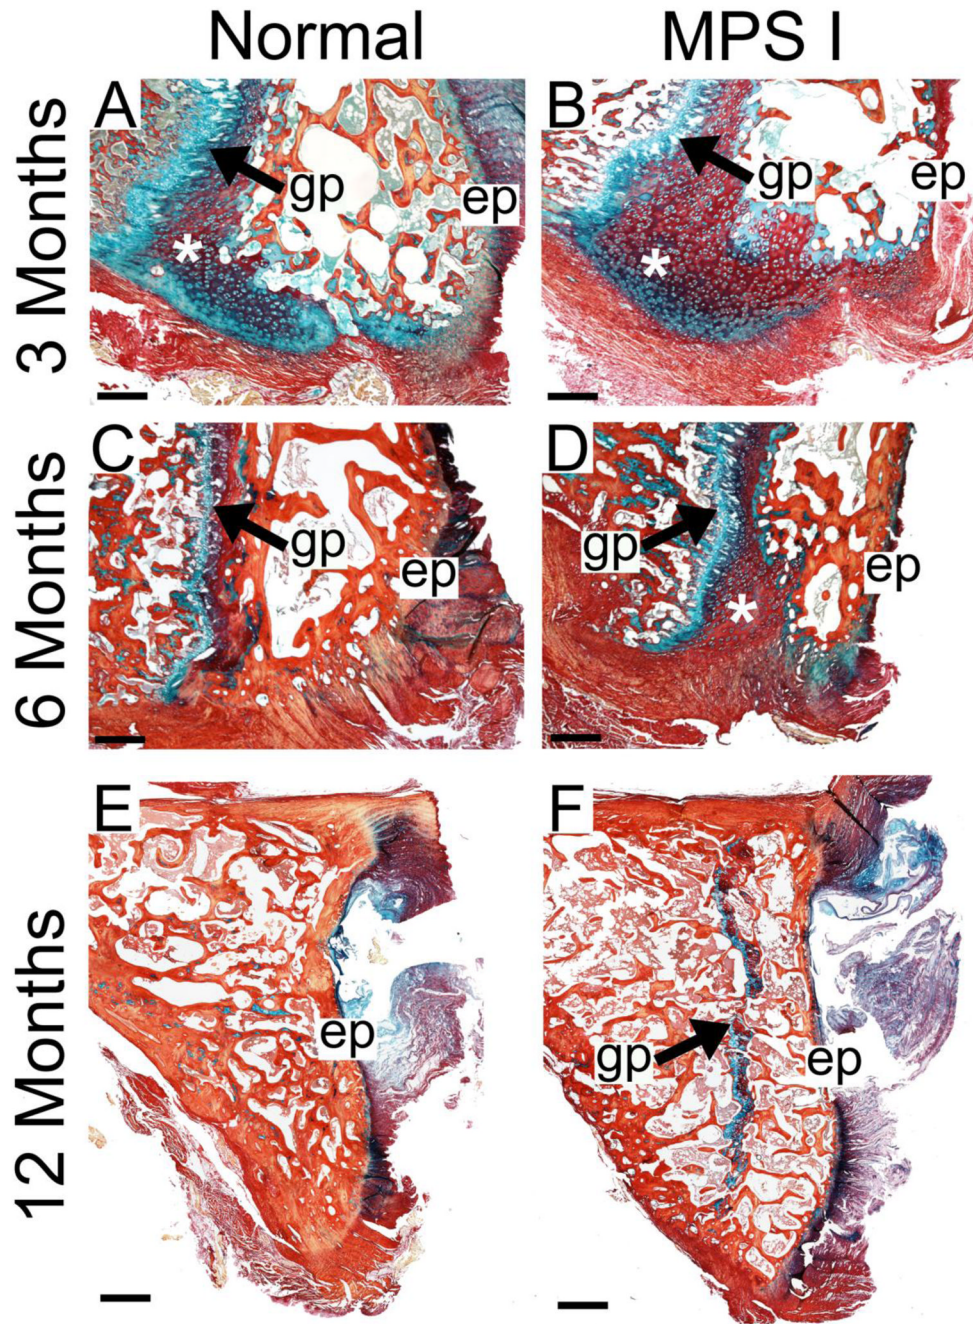 Normal MPS I
3 Months
A gp ep *
B gp ep *
6 Months
C gp ep
D gp ep *
12 Months
E ep
F gp ep